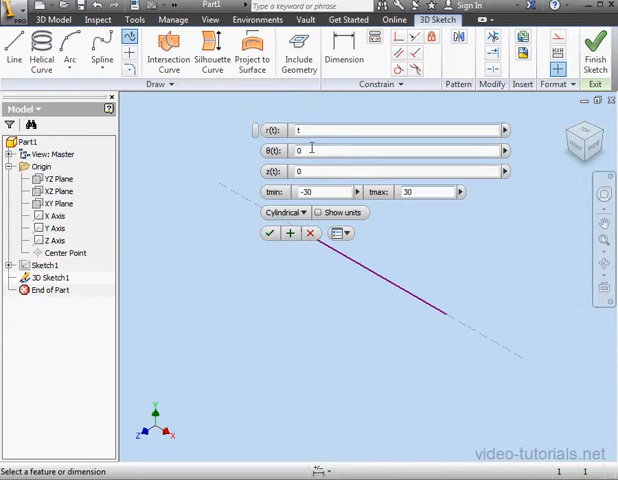 PRO
Part1
Type a keyword or phrase
Sign In
3D Model Inspect Tools Manage View Environments Vault Get Started Online 3D Sketch
Line
Helical Curve
Arc
Spline
Intersection Curve
Silhouette Curve
Project to Surface
Include Geometry
Dimension
Finish Sketch
Draw
Constrain
Pattern
Modify
Insert
Format
Exit
Model
Part1
View: Master
Origin
YZ Plane
XZ Plane
XY Plane
X Axis
Y Axis
Z Axis
Center Point
Sketch1
3D Sketch1
End of Part
r(t): t
θ(t): 0
z(t): 0
tmin: -30 tmax: 30
Cylindrical Show units
Y
Z X
video-tutorials.net
Select a feature or dimension
1 1